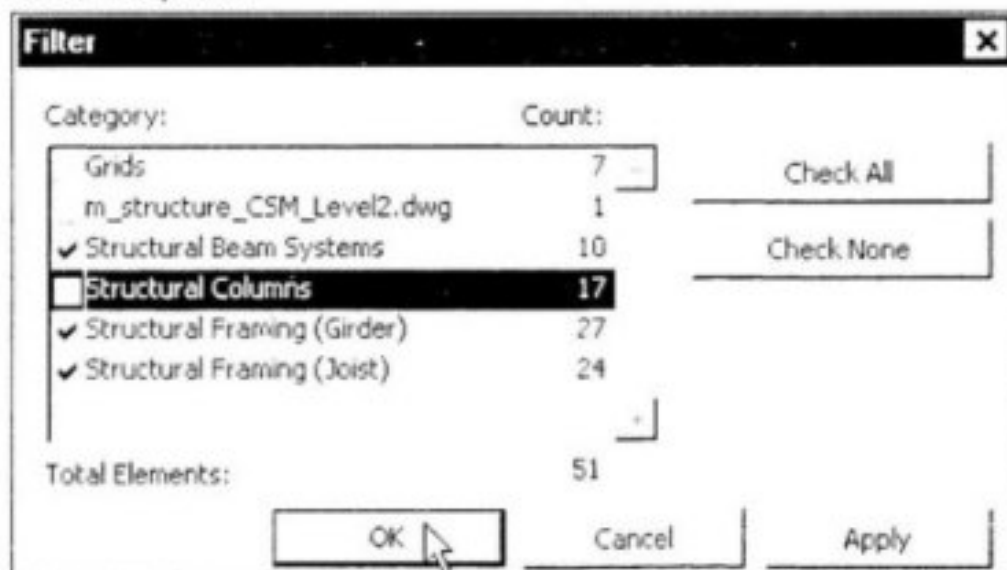 Filter
Category: Count:
Grids 7
m_structure_CSM_Level2.dwg 1
Structural Beam Systems 10
Structural Columns 17
Structural Framing (Girder) 27
Structural Framing (Joist) 24
Total Elements: 51
Check All
Check None
OK Cancel Apply